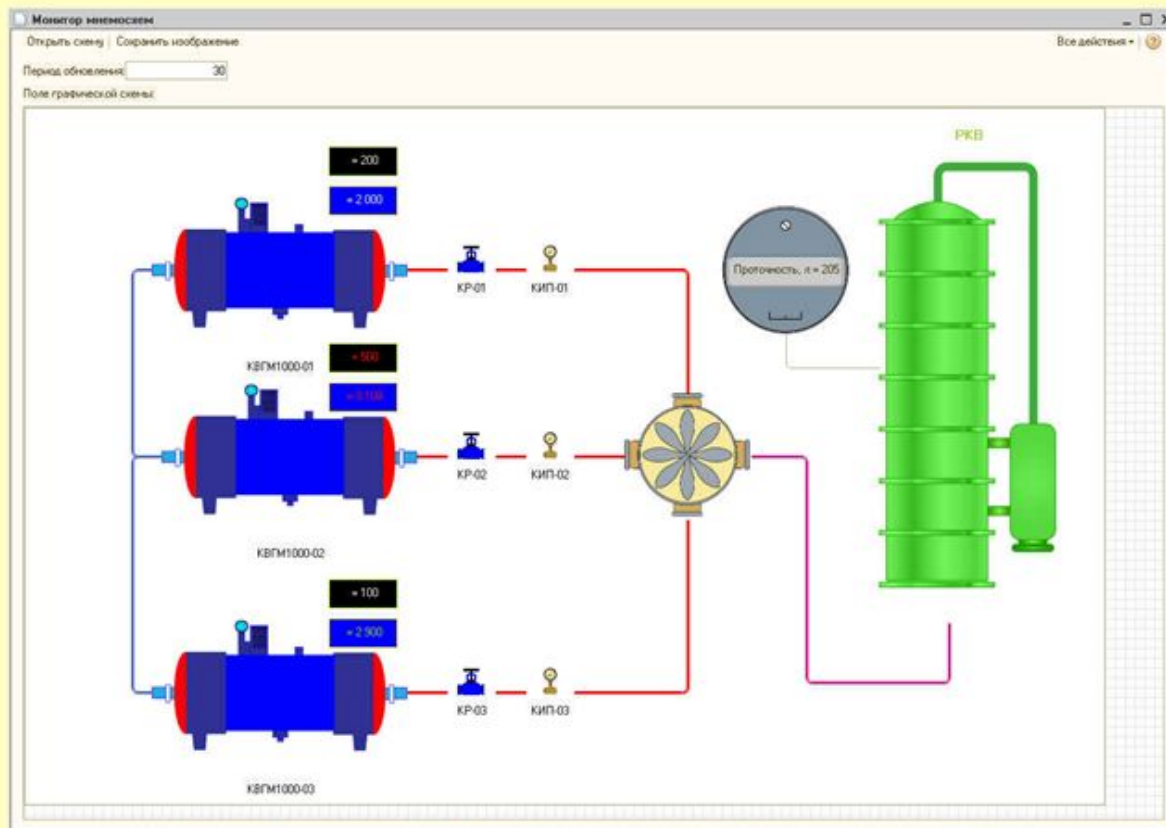 Монитор мнемосхем
Открыть схему Сохранить изображение Все действия
Период обновления: 30
Поле графической схемы:
РКВ
= 200
= 2 000
Проточность, л = 205
КР-01 КИП-01
КВГМ1000-01
= 500
КР-02 КИП-02
КВГМ1000-02
= 100
= 2 900
КР-03 КИП-03
КВГМ1000-03